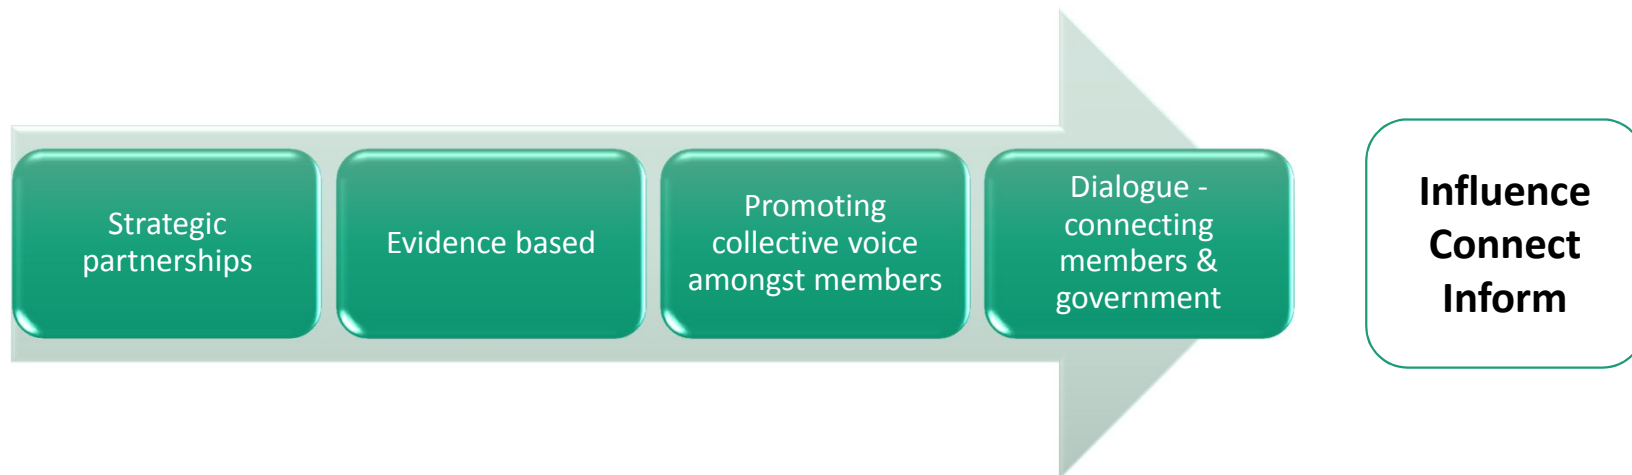 Strategic
partnerships
Evidence based
Promoting
collective voice
amongst members
Dialogue -
connecting
members &
government
Influence
Connect
Inform